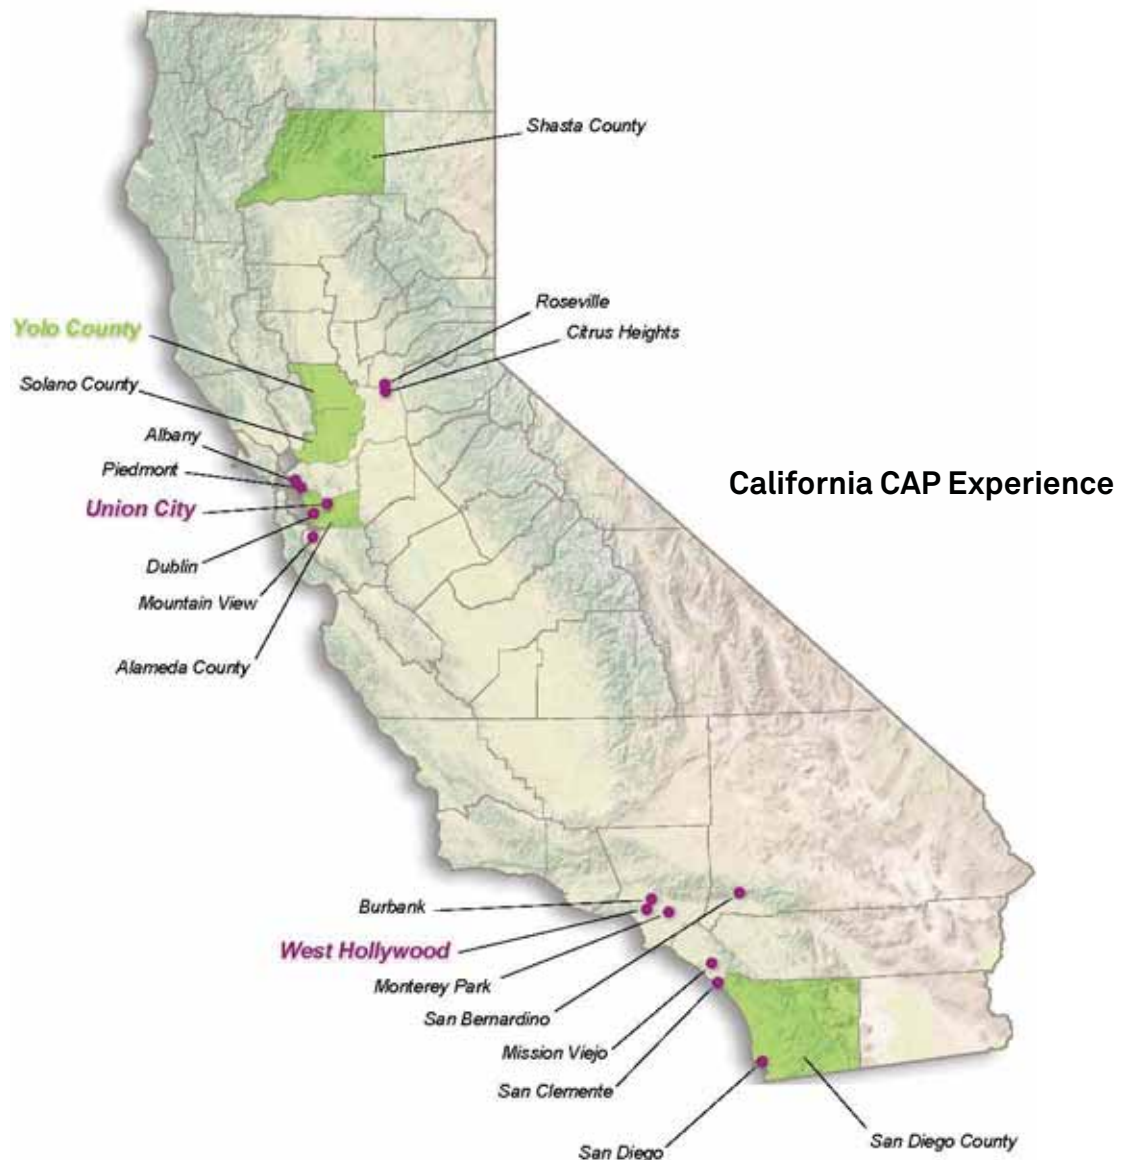 Shasta County
Roseville
Citrus Heights
Yolo County
Solano County
Albany
Piedmont
Union City
Dublin
Mountain View
Alameda County
California CAP Experience
Burbank
West Hollywood
Monterey Park
San Bernardino
Mission Viejo
San Clemente
San Diego
San Diego County